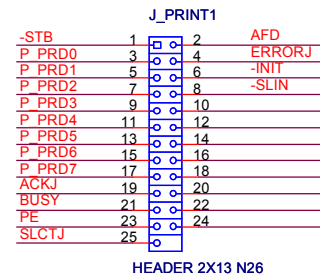 J_PRINT1
-STB 1 2 AFD
P_PRD0 3 4 ERRORJ
P_PRD1 5 6 -INIT
P_PRD2 7 8 -SLIN
P_PRD3 9 10
P_PRD4 11 12
P_PRD5 13 14
P_PRD6 15 16
P_PRD7 17 18
ACKJ 19 20
BUSY 21 22
PE 23 24
SLCTJ 25
HEADER 2X13 N26